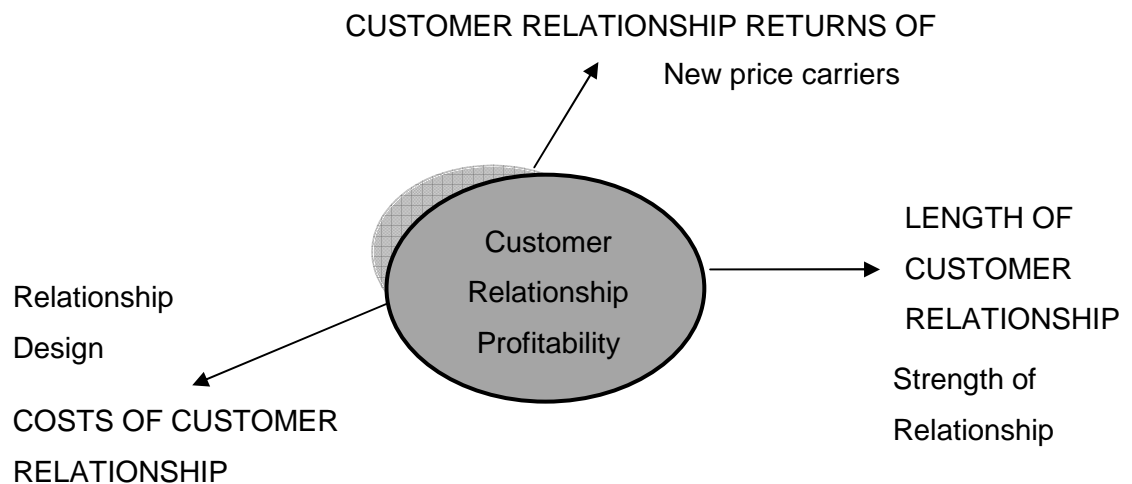 CUSTOMER RELATIONSHIP RETURNS OF
New price carriers
Customer
Relationship
Profitability
LENGTH OF
CUSTOMER
RELATIONSHIP
Strength of
Relationship
Relationship
Design
COSTS OF CUSTOMER
RELATIONSHIP